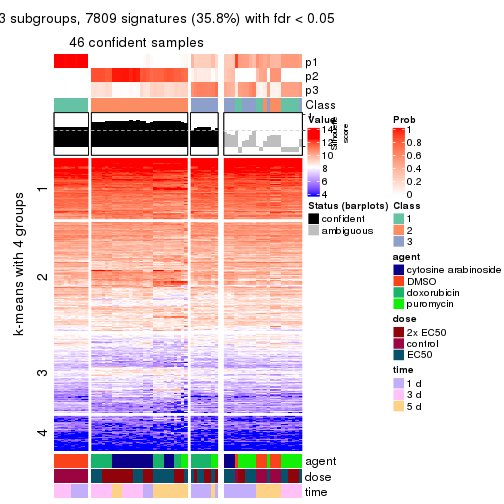 3 subgroups, 7809 signatures (35.8%) with fdr < 0.05
46 confident samples
p1
p2
p3
Class
Silhouette score
k-means with 4 groups
1
2
3
4
agent
dose
time
Value
14
12
10
8
6
4
Status (barplots)
confident
ambiguous
Prob
1
0.8
0.6
0.4
0.2
0
Class
1
2
3
agent
cytosine arabinoside
DMSO
doxorubicin
puromycin
dose
2x EC50
control
EC50
time
1 d
3 d
5 d